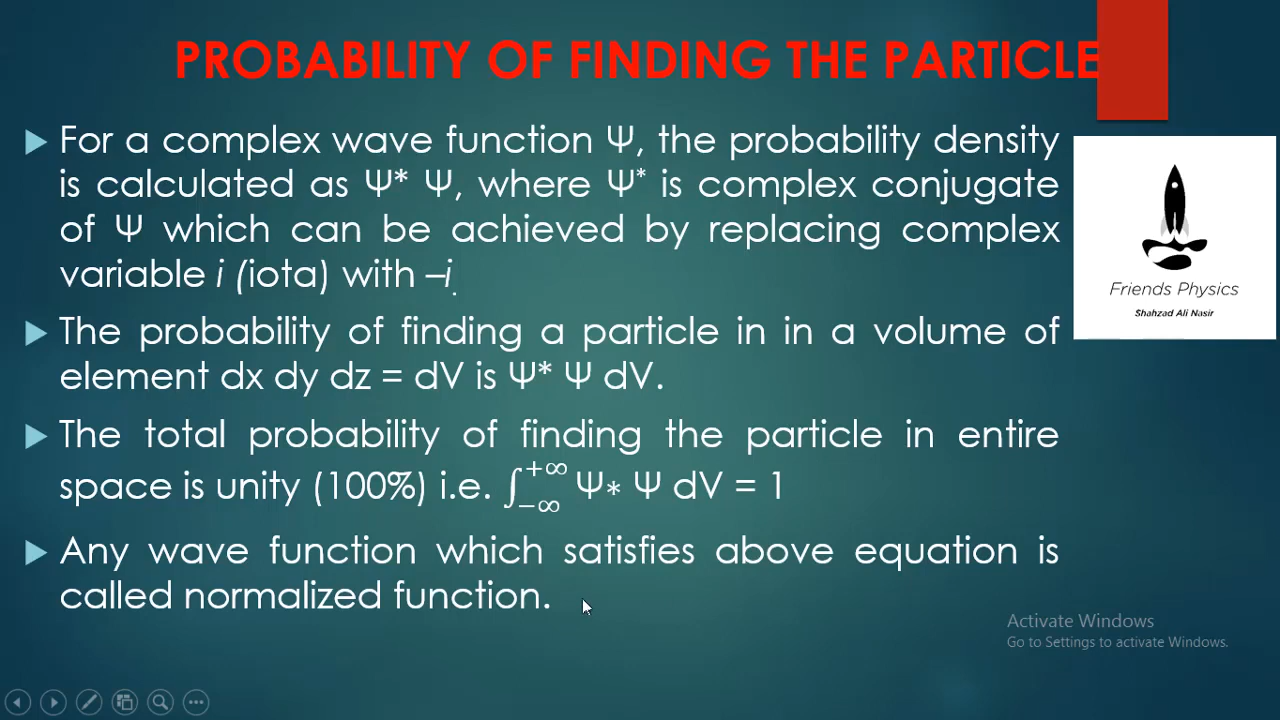 PROBABILITY OF FINDING THE PARTICLE
For a complex wave function Ψ, the probability density
is calculated as Ψ* Ψ, where Ψ* is complex conjugate
of Ψ which can be achieved by replacing complex
variable i (iota) with –i.
The probability of finding a particle in in a volume of
element dx dy dz = dV is Ψ* Ψ dV.
The total probability of finding the particle in entire
space is unity (100%) i.e. ∫₋∞⁺∞ Ψ∗ Ψ dV = 1
Any wave function which satisfies above equation is
called normalized function.
Friends Physics
Shahzad Ali Nasir
Activate Windows
Go to Settings to activate Windows.